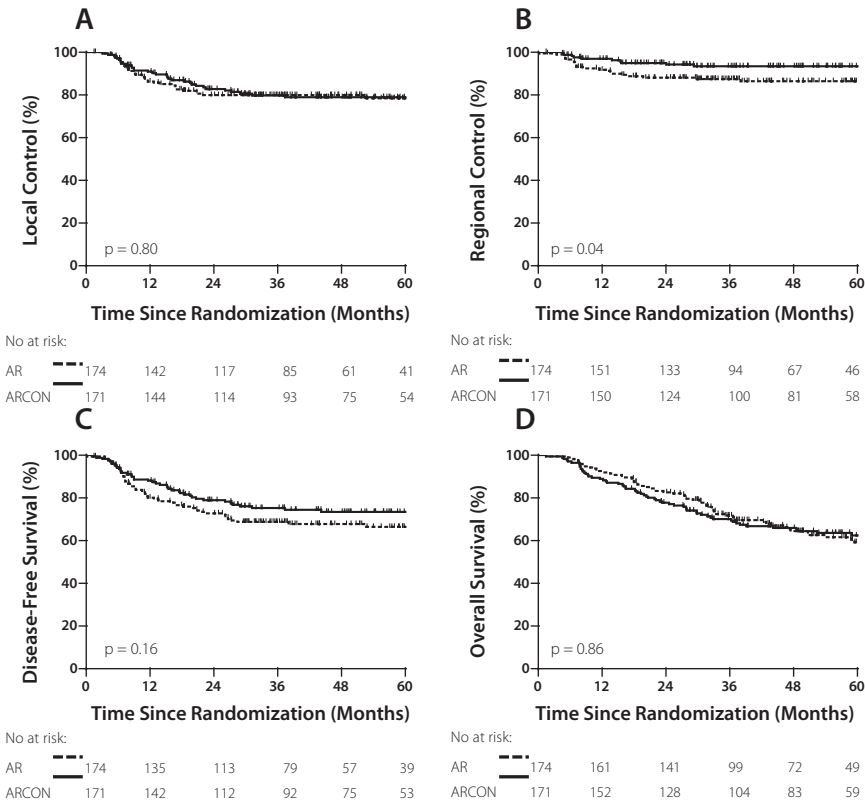 A
Local Control (%)
100
80
60
40
20
0
p = 0.80
0 12 24 36 48 60
Time Since Randomization (Months)
No at risk:
AR 174 142 117 85 61 41
ARCON 171 144 114 93 75 54
B
Regional Control (%)
100
80
60
40
20
0
p = 0.04
0 12 24 36 48 60
Time Since Randomization (Months)
No at risk:
AR 174 151 133 94 67 46
ARCON 171 150 124 100 81 58
C
Disease-Free Survival (%)
100
80
60
40
20
0
p = 0.16
0 12 24 36 48 60
Time Since Randomization (Months)
No at risk:
AR 174 135 113 79 57 39
ARCON 171 142 112 92 75 53
D
Overall Survival (%)
100
80
60
40
20
0
p = 0.86
0 12 24 36 48 60
Time Since Randomization (Months)
No at risk:
AR 174 161 141 99 72 49
ARCON 171 152 128 104 83 59